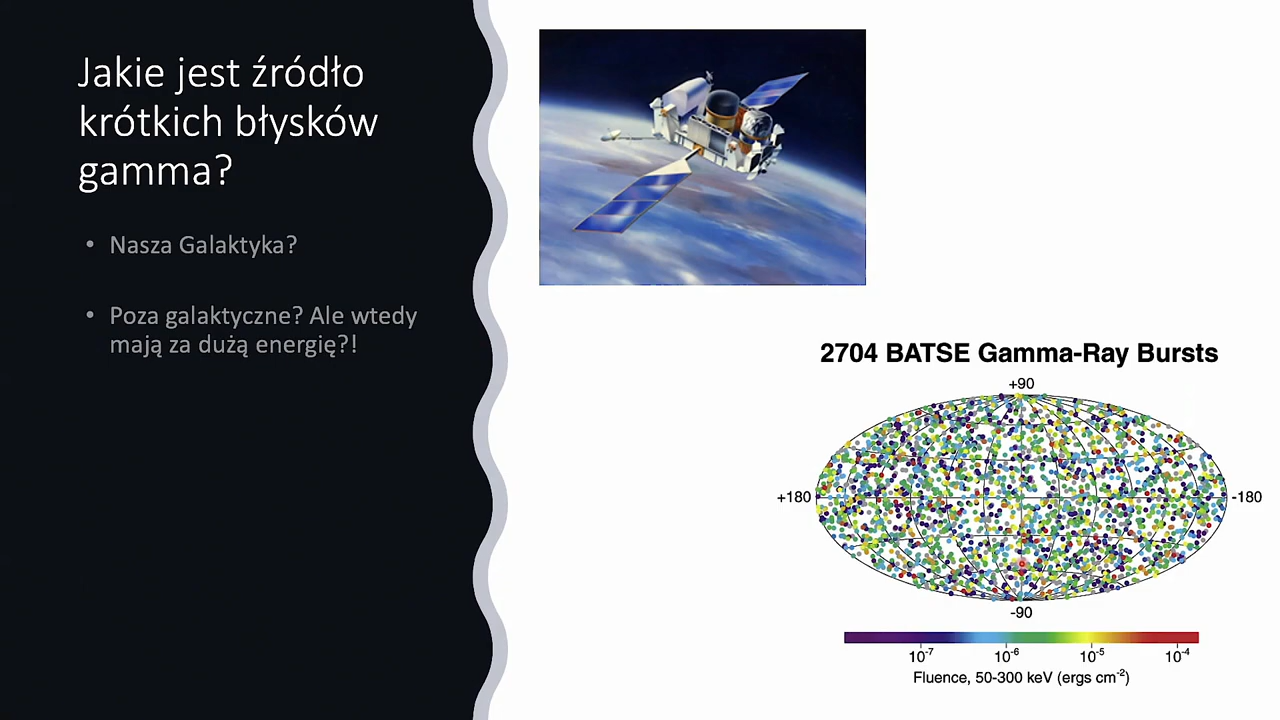 Jakie jest źródło
krótkich błysków
gamma?
• Nasza Galaktyka?
• Poza galaktyczne? Ale wtedy
mają za dużą energię?!
2704 BATSE Gamma-Ray Bursts
+90
+180
-180
-90
10-7 10-6 10-5 10-4
Fluence, 50-300 keV (ergs cm-2)